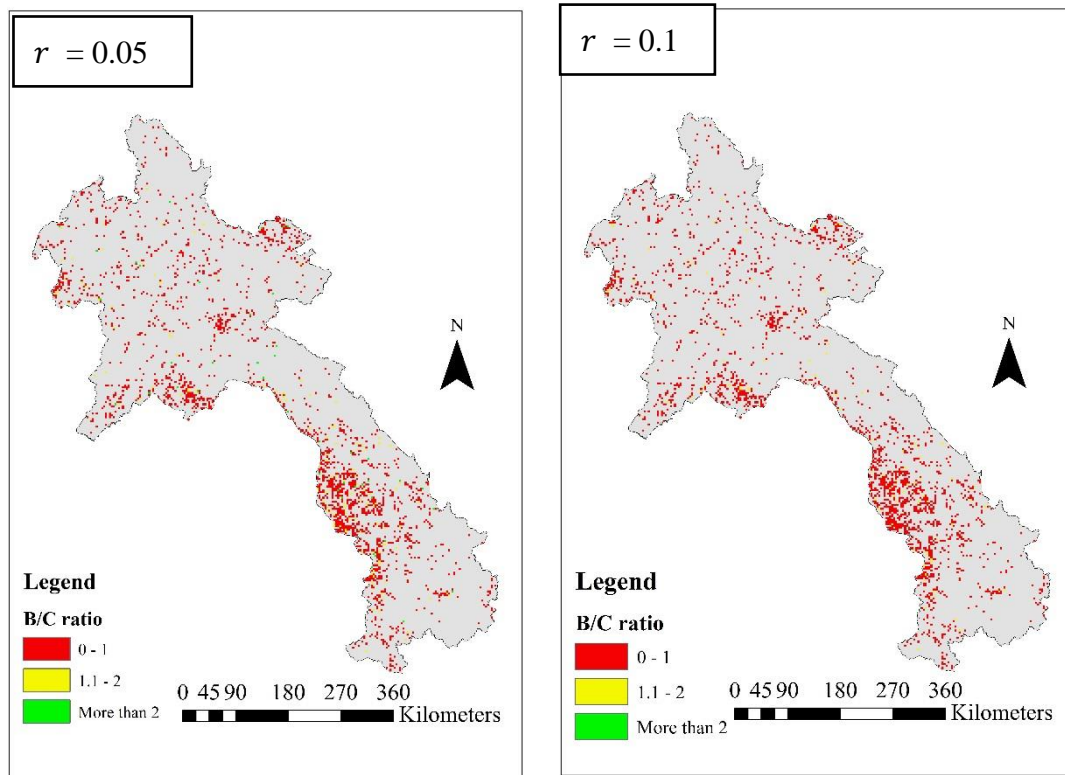 r = 0.05
N
Legend
B/C ratio
0 - 1
1.1 - 2
More than 2
0 45 90 180 270 360
Kilometers
r = 0.1
N
Legend
B/C ratio
0 - 1
1.1 - 2
More than 2
0 45 90 180 270 360
Kilometers